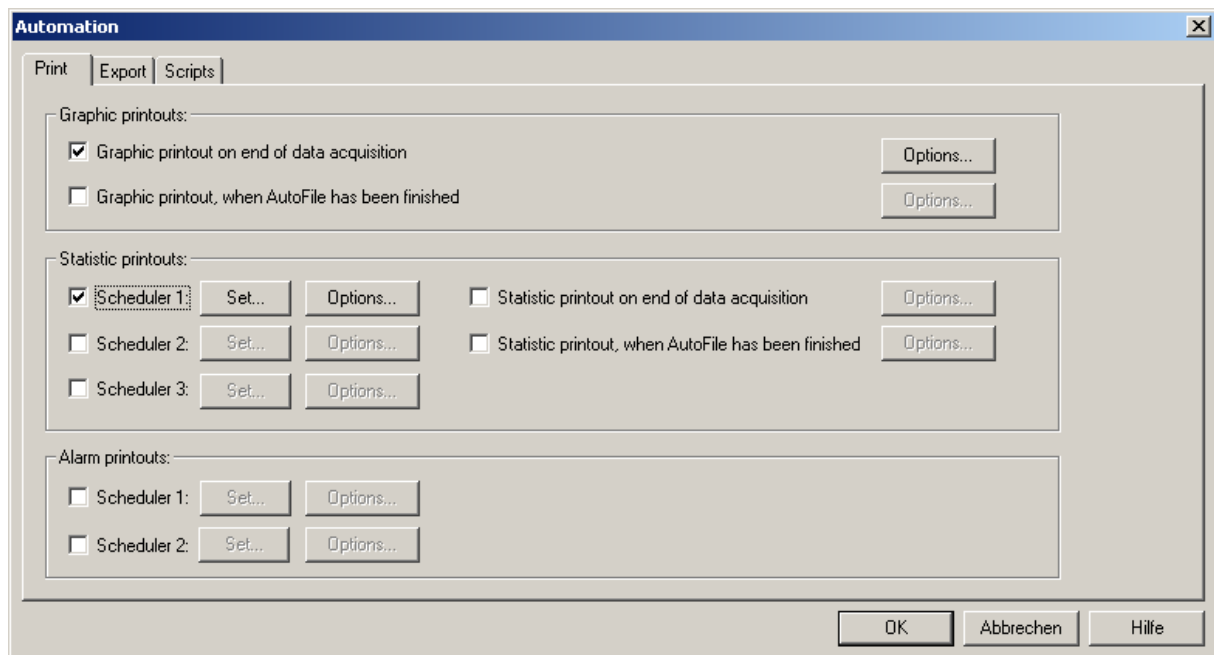 Automation
Print Export Scripts
Graphic printouts:
Graphic printout on end of data acquisition Options...
Graphic printout, when AutoFile has been finished Options...
Statistic printouts:
Scheduler 1: Set... Options... Statistic printout on end of data acquisition Options...
Scheduler 2: Set... Options... Statistic printout, when AutoFile has been finished Options...
Scheduler 3: Set... Options...
Alarm printouts:
Scheduler 1: Set... Options...
Scheduler 2: Set... Options...
OK Abbrechen Hilfe